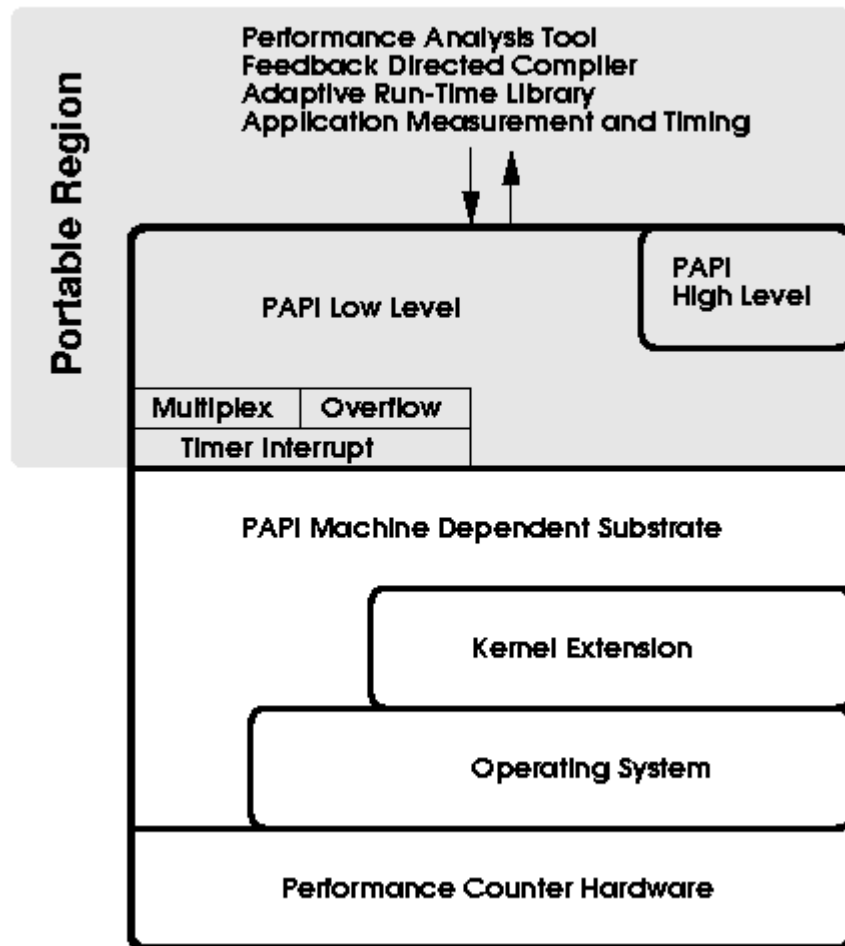 Performance Analysis Tool
Feedback Directed Compiler
Adaptive Run-Time Library
Application Measurement and Timing
Portable Region
PAPI Low Level
PAPI
High Level
Multiplex
Overflow
Timer Interrupt
PAPI Machine Dependent Substrate
Kernel Extension
Operating System
Performance Counter Hardware